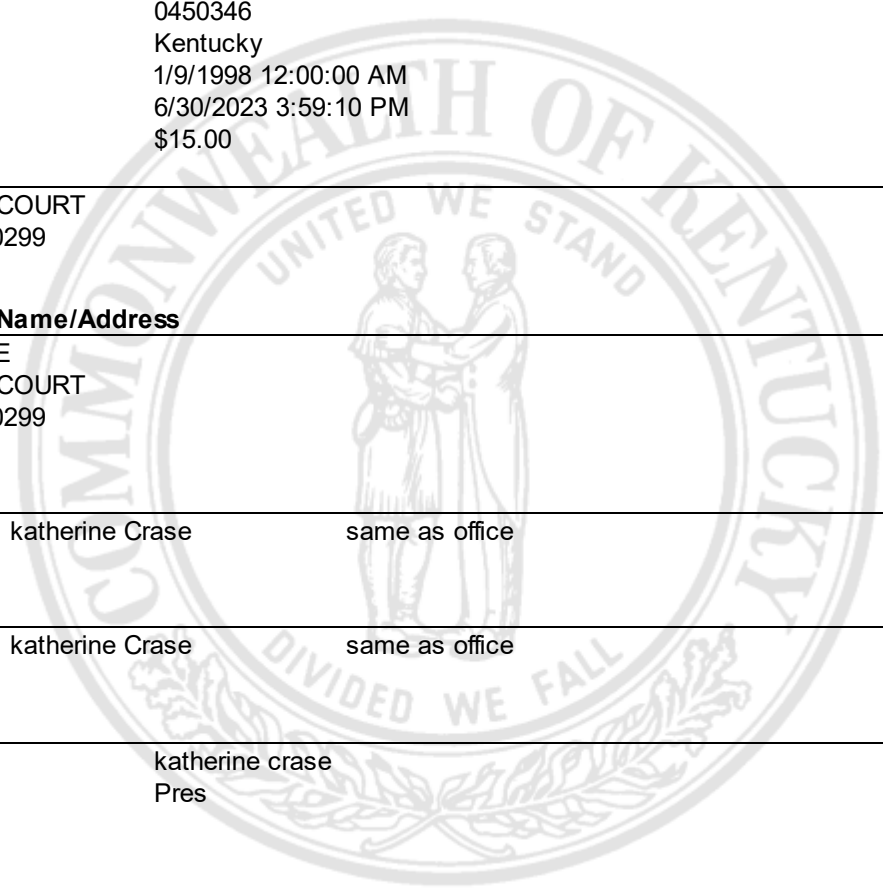 0450346
Kentucky
1/9/1998 12:00:00 AM
6/30/2023 3:59:10 PM
$15.00
COURT
0299
Name/Address
E
COURT
0299
katherine Crase same as office
katherine Crase same as office
katherine crase
Pres
COMMONWEALTH OF KENTUCKY
UNITED WE STAND
DIVIDED WE FALL